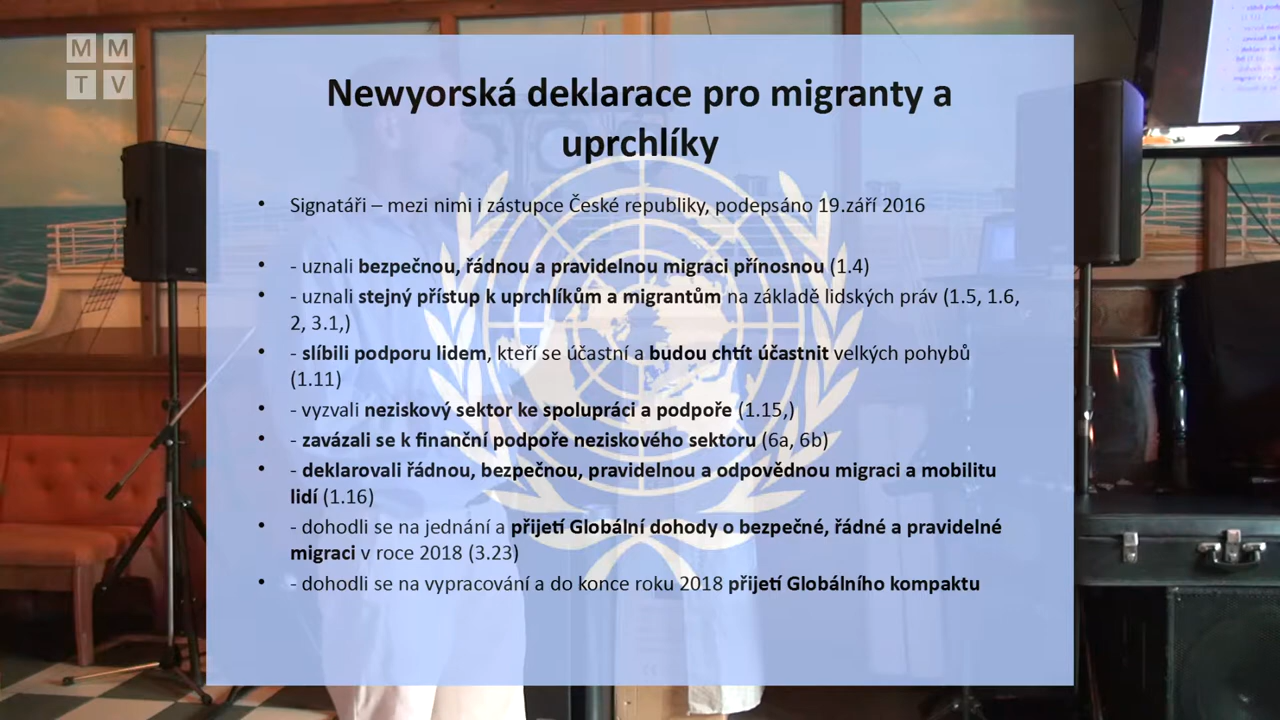 M M
T V
Newyorská deklarace pro migranty a
uprchlíky
• Signatáři – mezi nimi i zástupce České republiky, podepsáno 19.září 2016
• - uznali bezpečnou, řádnou a pravidelnou migraci přínosnou (1.4)
• - uznali stejný přístup k uprchlíkům a migrantům na základě lidských práv (1.5, 1.6,
2, 3.1,)
• - slíbili podporu lidem, kteří se účastní a budou chtít účastnit velkých pohybů
(1.11)
• - vyzvali neziskový sektor ke spolupráci a podpoře (1.15,)
• - zavázali se k finanční podpoře neziskového sektoru (6a, 6b)
• - deklarovali řádnou, bezpečnou, pravidelnou a odpovědnou migraci a mobilitu
lidí (1.16)
• - dohodli se na jednání a přijetí Globální dohody o bezpečné, řádné a pravidelné
migraci v roce 2018 (3.23)
• - dohodli se na vypracování a do konce roku 2018 přijetí Globálního kompaktu